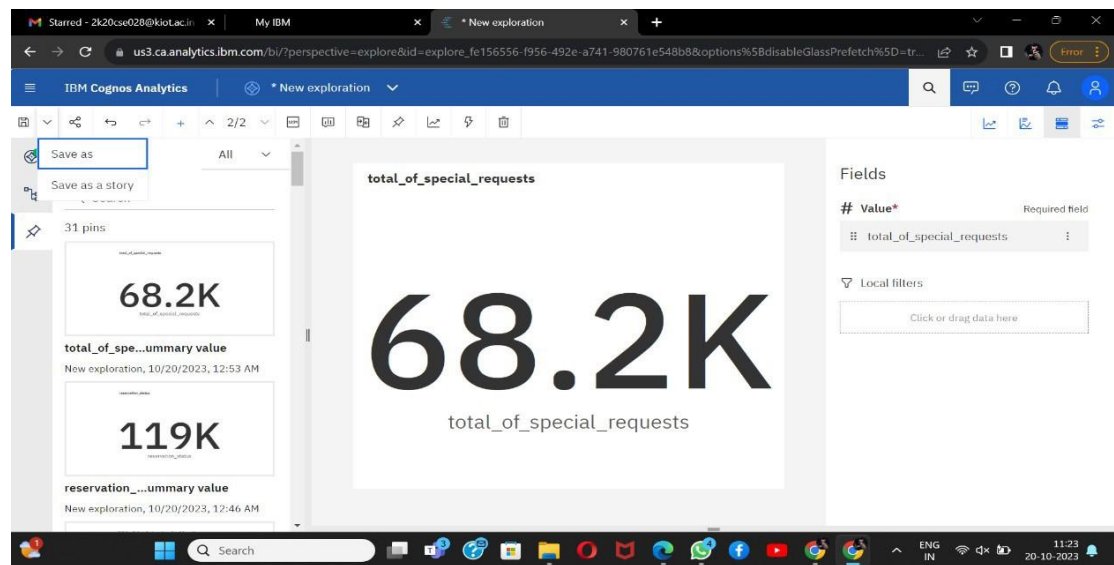 Starred - 2k20cse028@kiot.ac.in
My IBM
* New exploration
us3.ca.analytics.ibm.com/bi/?perspective=explore&id=explore_fe156556-f956-492e-a741-980761e548b8&options%5BdisableGlassPrefetch%5D=tr...
Error
IBM Cognos Analytics
* New exploration
2/2
Save as
All
Save as a story
31 pins
68.2K
total_of_spe...ummary value
New exploration, 10/20/2023, 12:53 AM
119K
reservation_status
reservation_...ummary value
New exploration, 10/20/2023, 12:46 AM
total_of_special_requests
68.2K
total_of_special_requests
Fields
# Value*
Required field
total_of_special_requests
Local filters
Click or drag data here
1
Search
3
4
ENG
IN
11:23
20-10-2023